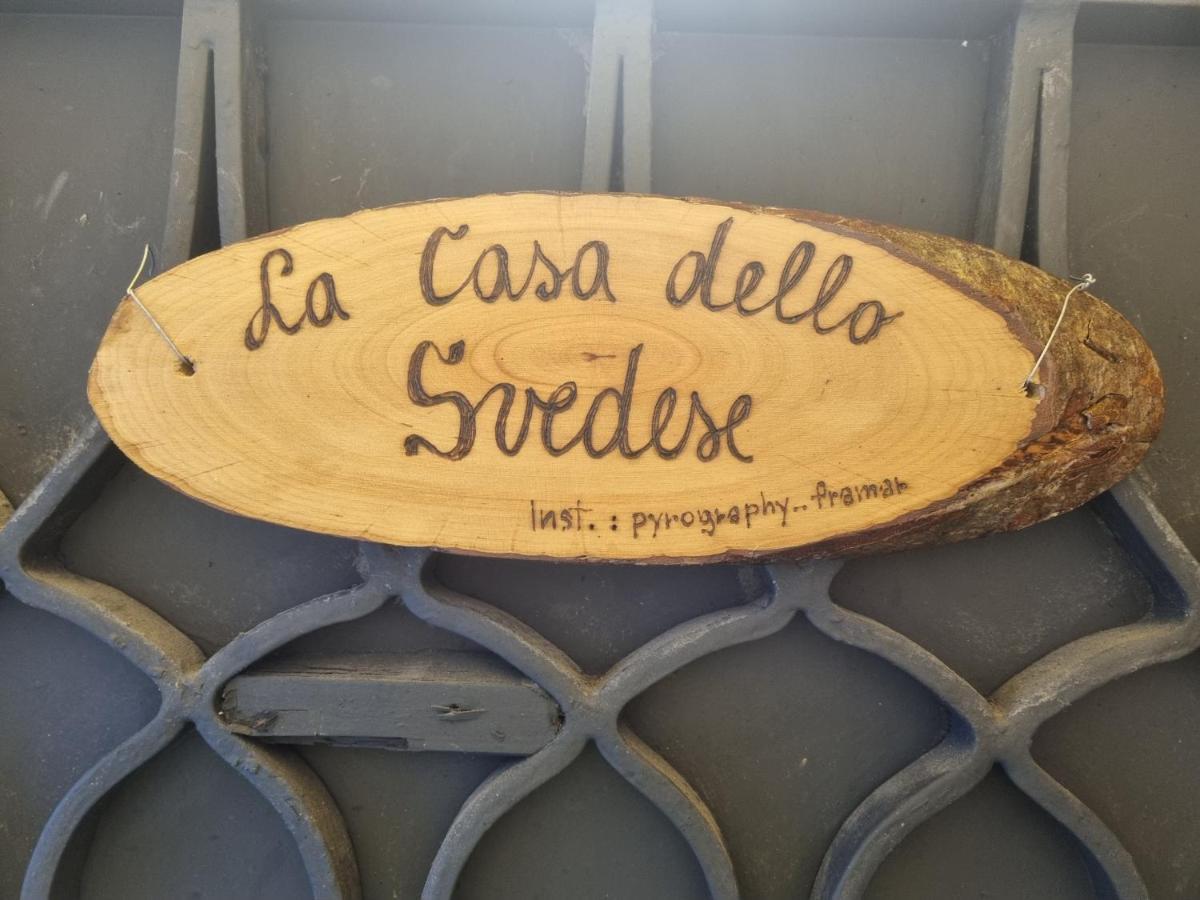 La Casa dello
Svedese
Inst. : pyrography.. framar